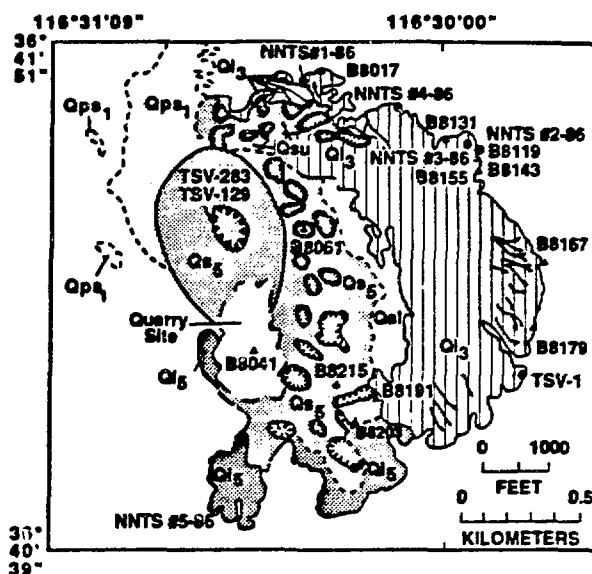 116°31'09"
116°30'00
36°
41'
51"
NNTS#1-86
B8017
Ql3
NNTS #4-86
Qps1
Qps1
B8131
NNTS #2-86
Qsu
Ql3
B8119
NNTS #3-86
B8143
B8155
TSV-283
TSV-129
B8061
B8167
Qps1
Qs5
Qs5
Qal
Quarry
Site
Ql3
B8179
B8041
B8215
Ql5
B8191
TSV-1
Qs5
Ql5
Ql5
0 1000
FEET
NNTS #5-86
0 0.5
KILOMETERS
40'
39"